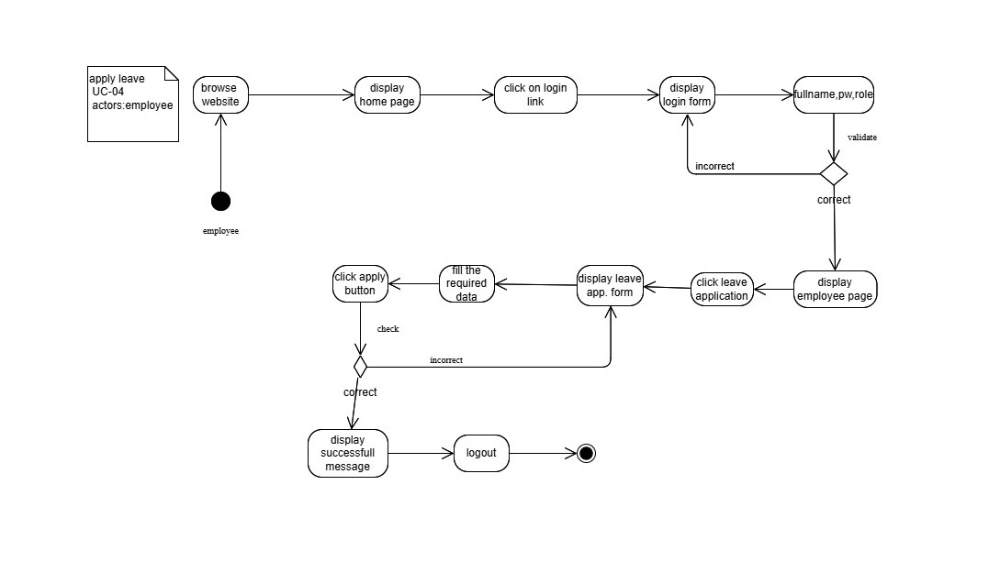 apply leave
UC-04
actors:employee
browse
website
display
home page
click on login
link
display
login form
fullname,pw,role
validate
incorrect
correct
employee
display
employee page
click leave
application
display leave
app. form
fill the
required
data
click apply
button
check
incorrect
correct
display
successfull
message
logout